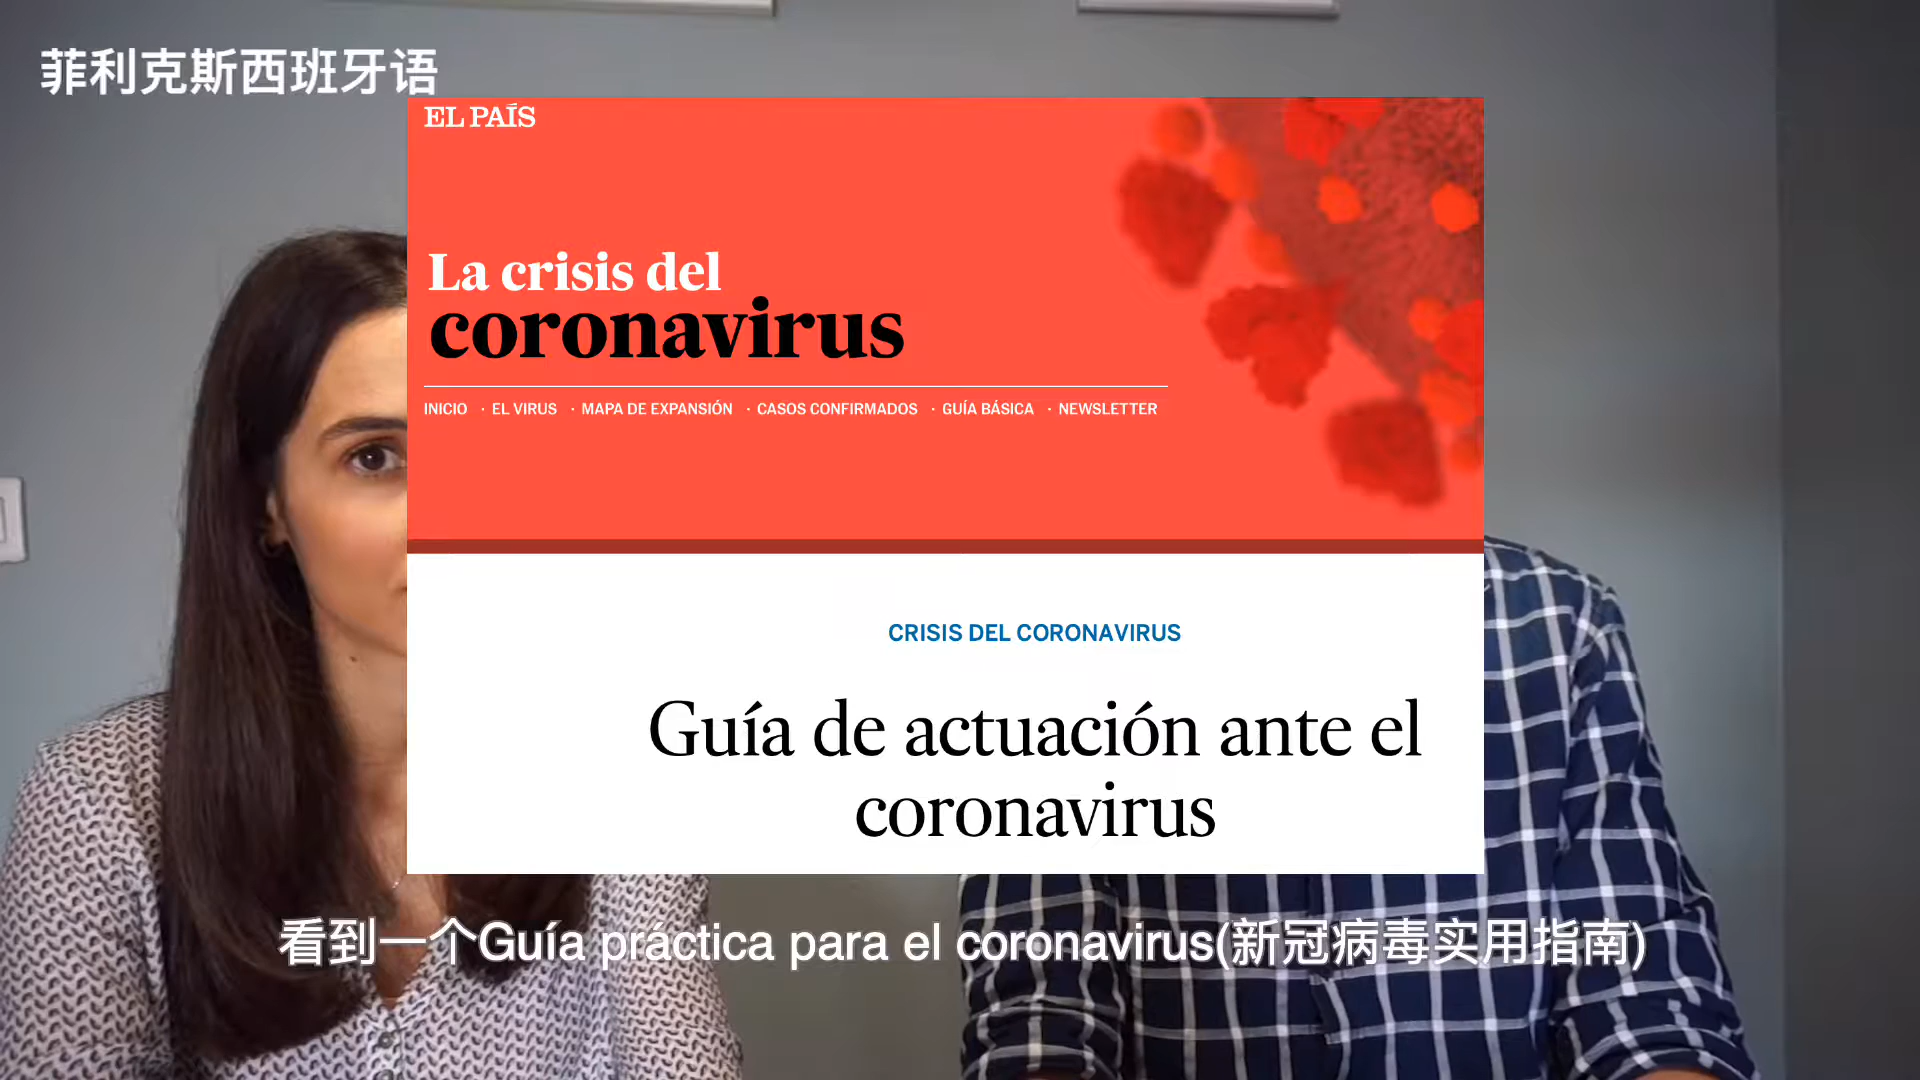 菲利克斯西班牙语
EL PAÍS
La crisis del
coronavirus
INICIO · EL VIRUS · MAPA DE EXPANSIÓN · CASOS CONFIRMADOS · GUÍA BÁSICA · NEWSLETTER
CRISIS DEL CORONAVIRUS
Guía de actuación ante el
coronavirus
看到一个Guía práctica para el coronavirus(新冠病毒实用指南)